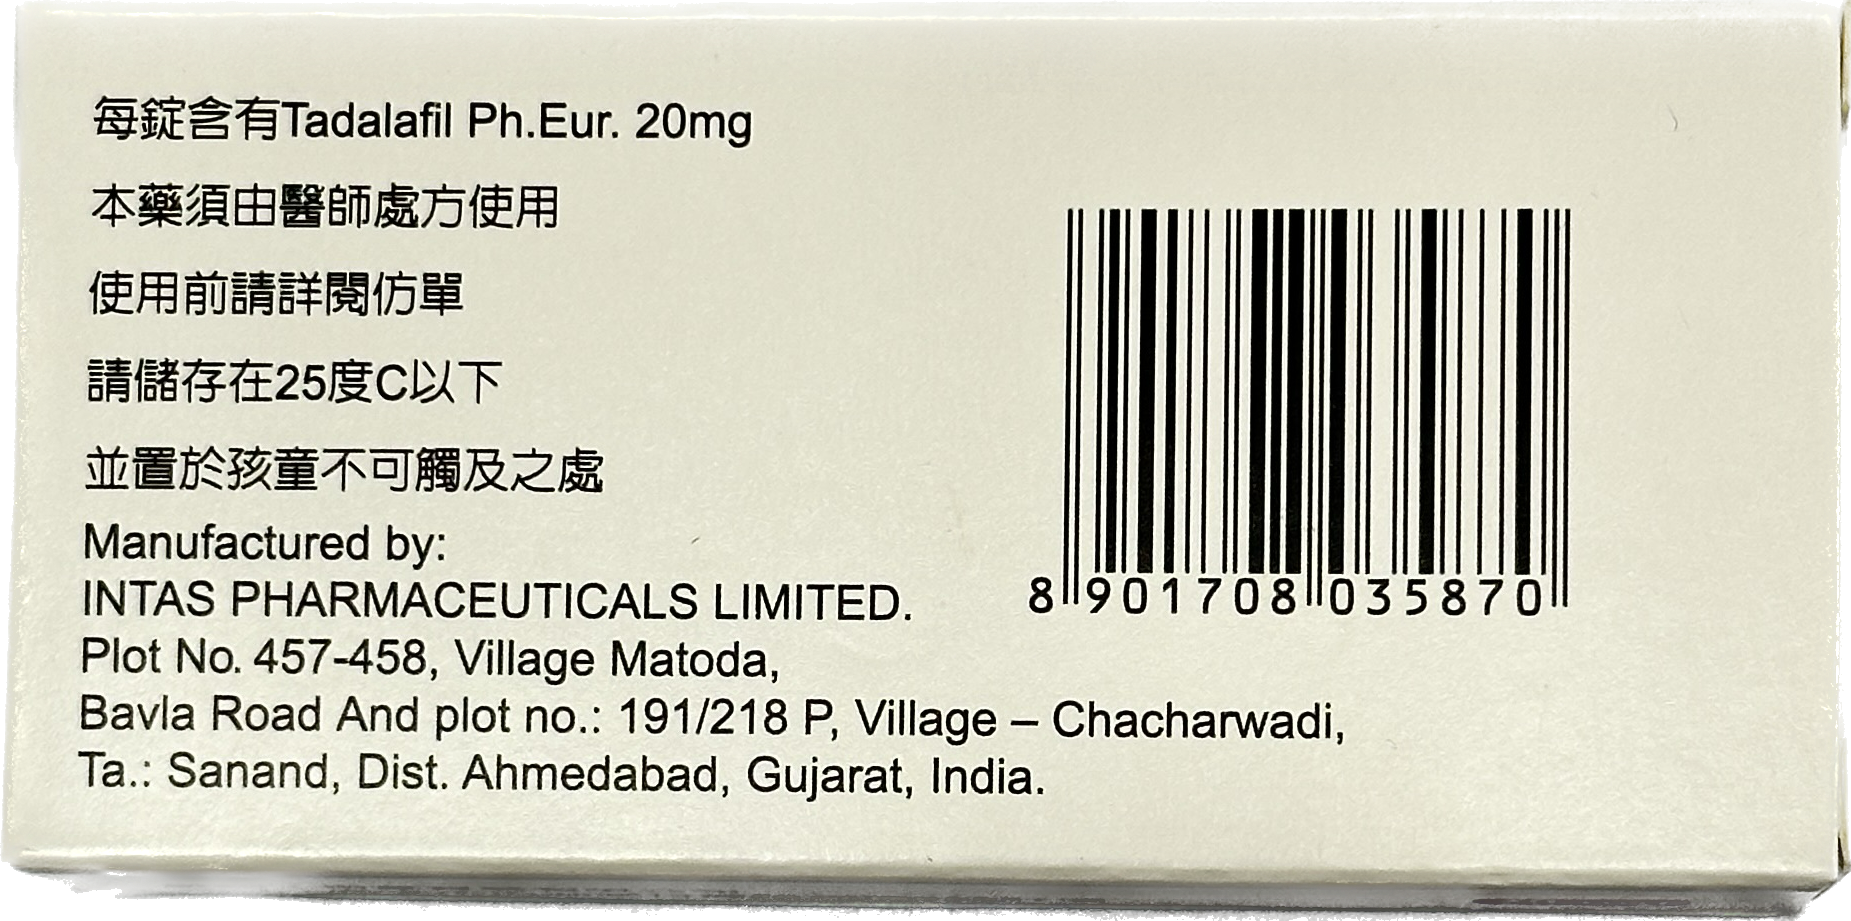 每錠含有Tadalafil Ph.Eur. 20mg
本藥須由醫師處方使用
使用前請詳閱仿單
請儲存在25度C以下
並置於孩童不可觸及之處
Manufactured by:
INTAS PHARMACEUTICALS LIMITED.
Plot No. 457-458, Village Matoda,
Bavla Road And plot no.: 191/218 P, Village – Chacharwadi,
Ta.: Sanand, Dist. Ahmedabad, Gujarat, India.
8 901708 035870